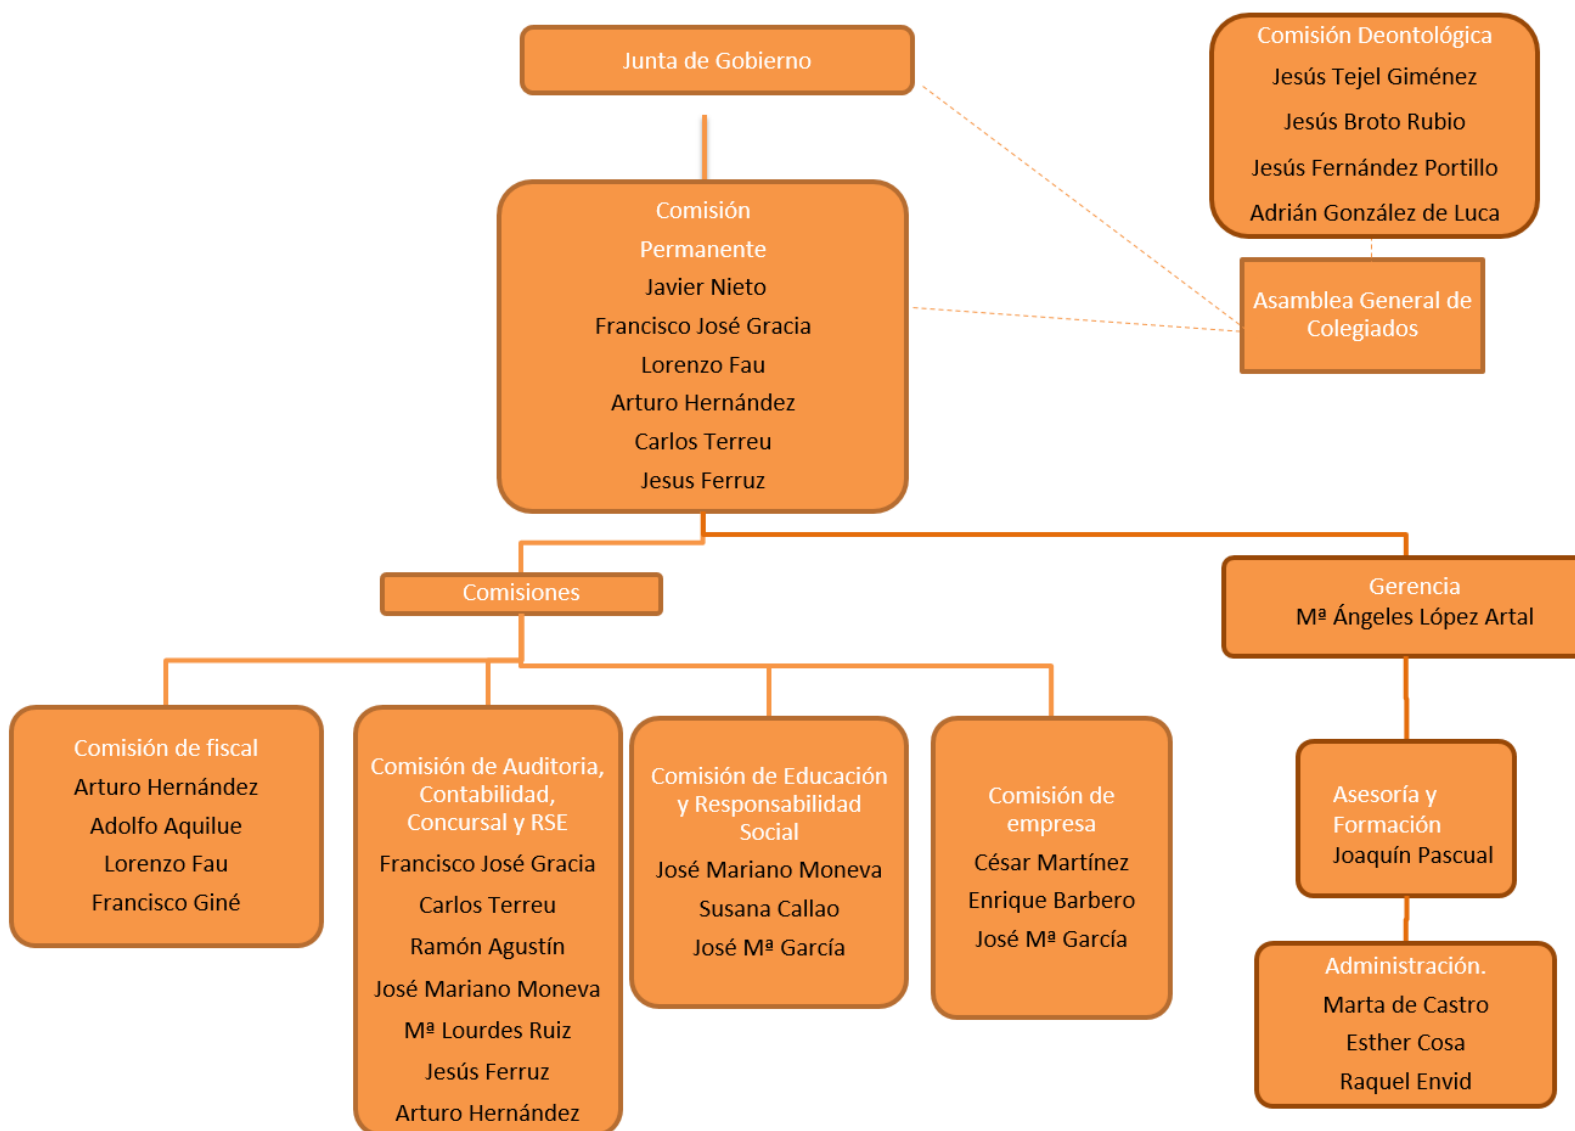 Junta de Gobierno
Comisión Deontológica
Jesús Tejel Giménez
Jesús Broto Rubio
Jesús Fernández Portillo
Adrián González de Luca
Comisión
Permanente
Javier Nieto
Francisco José Gracia
Lorenzo Fau
Arturo Hernández
Carlos Terreu
Jesus Ferruz
Asamblea General de
Colegiados
Comisiones
Gerencia
Mª Ángeles López Artal
Comisión de fiscal
Arturo Hernández
Adolfo Aquilue
Lorenzo Fau
Francisco Giné
Comisión de Auditoria,
Contabilidad,
Concursal y RSE
Francisco José Gracia
Carlos Terreu
Ramón Agustín
José Mariano Moneva
Mª Lourdes Ruiz
Jesús Ferruz
Arturo Hernández
Comisión de Educación
y Responsabilidad
Social
José Mariano Moneva
Susana Callao
José Mª García
Comisión de
empresa
César Martínez
Enrique Barbero
José Mª García
Asesoría y
Formación
Joaquín Pascual
Administración.
Marta de Castro
Esther Cosa
Raquel Envid